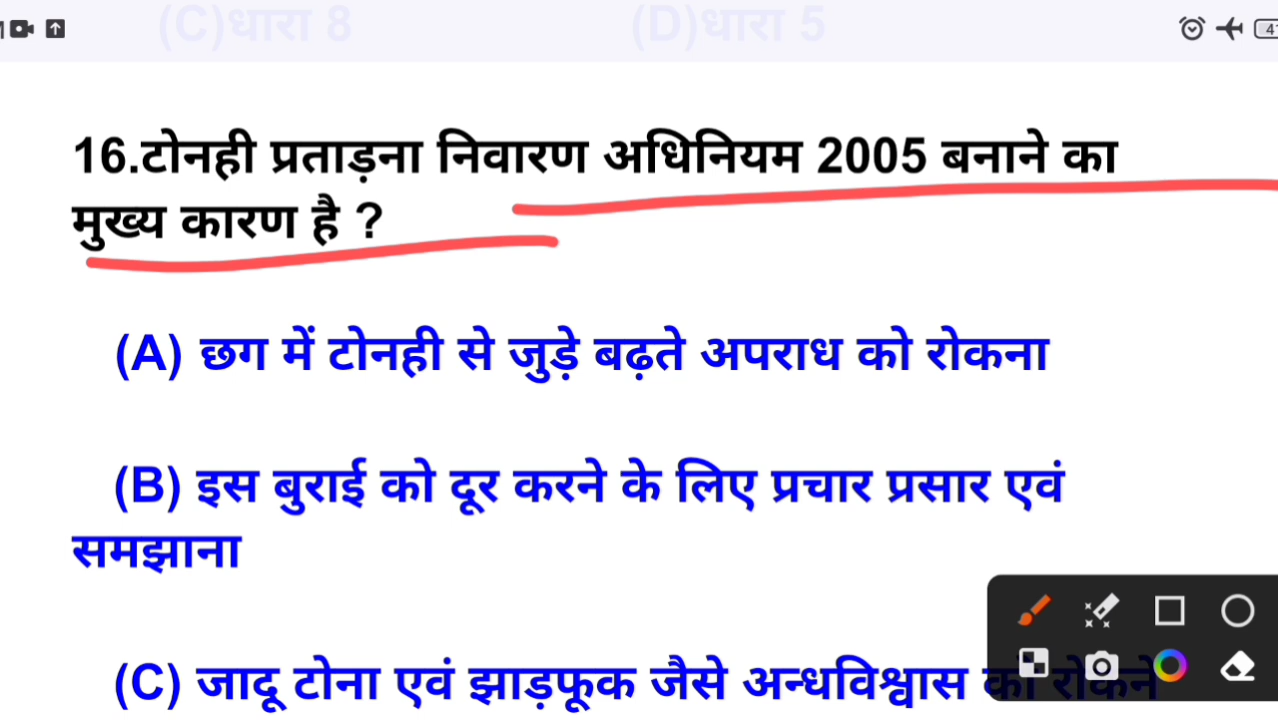 (C)धारा 8 (D)धारा 5
16.टोनही प्रताड़ना निवारण अधिनियम 2005 बनाने का
मुख्य कारण है ?
(A) छग में टोनही से जुड़े बढ़ते अपराध को रोकना
(B) इस बुराई को दूर करने के लिए प्रचार प्रसार एवं
समझाना
(C) जादू टोना एवं झाड़फूक जैसे अन्धविश्वास को रोकने